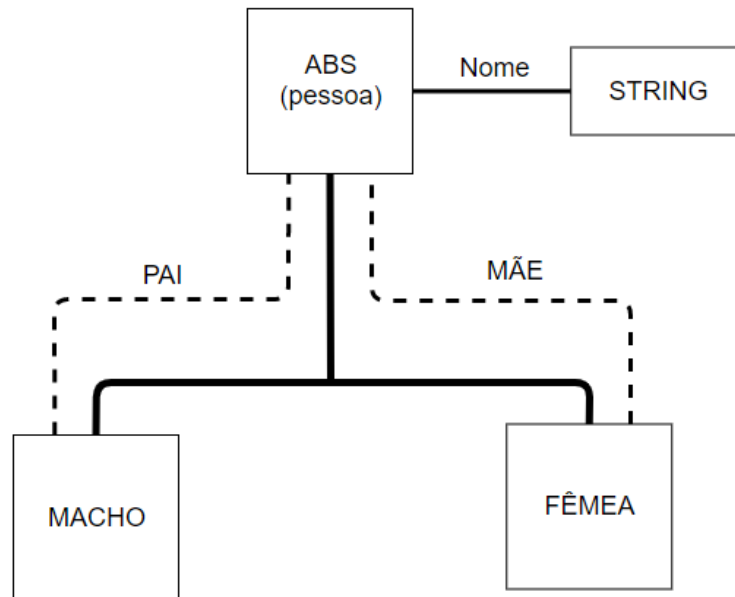 ABS
(pessoa)
Nome
STRING
PAI
MÃE
MACHO
FÊMEA